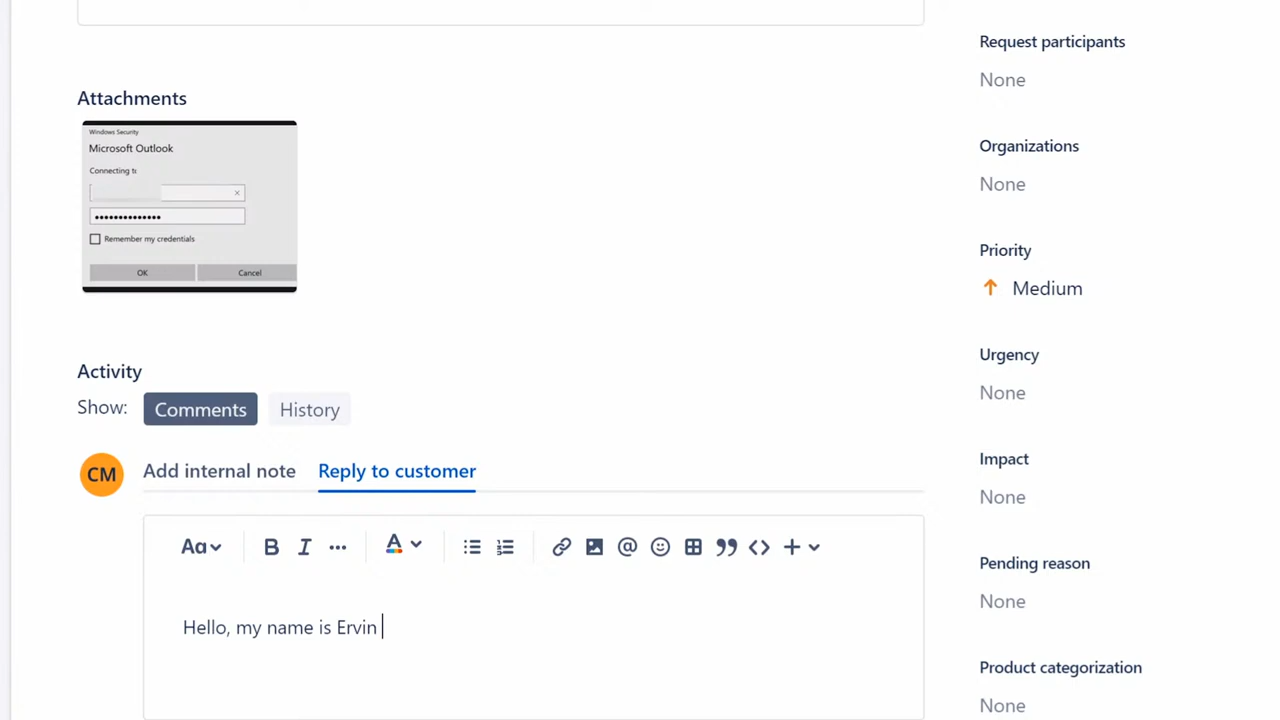 Attachments
Windows Security
Microsoft Outlook
Connecting t
Remember my credentials
OK
Cancel
Activity
Show:
Comments
History
CM
Add internal note
Reply to customer
Aa
B
I
A
Hello, my name is Ervin
Request participants
None
Organizations
None
Priority
Medium
Urgency
None
Impact
None
Pending reason
None
Product categorization
None